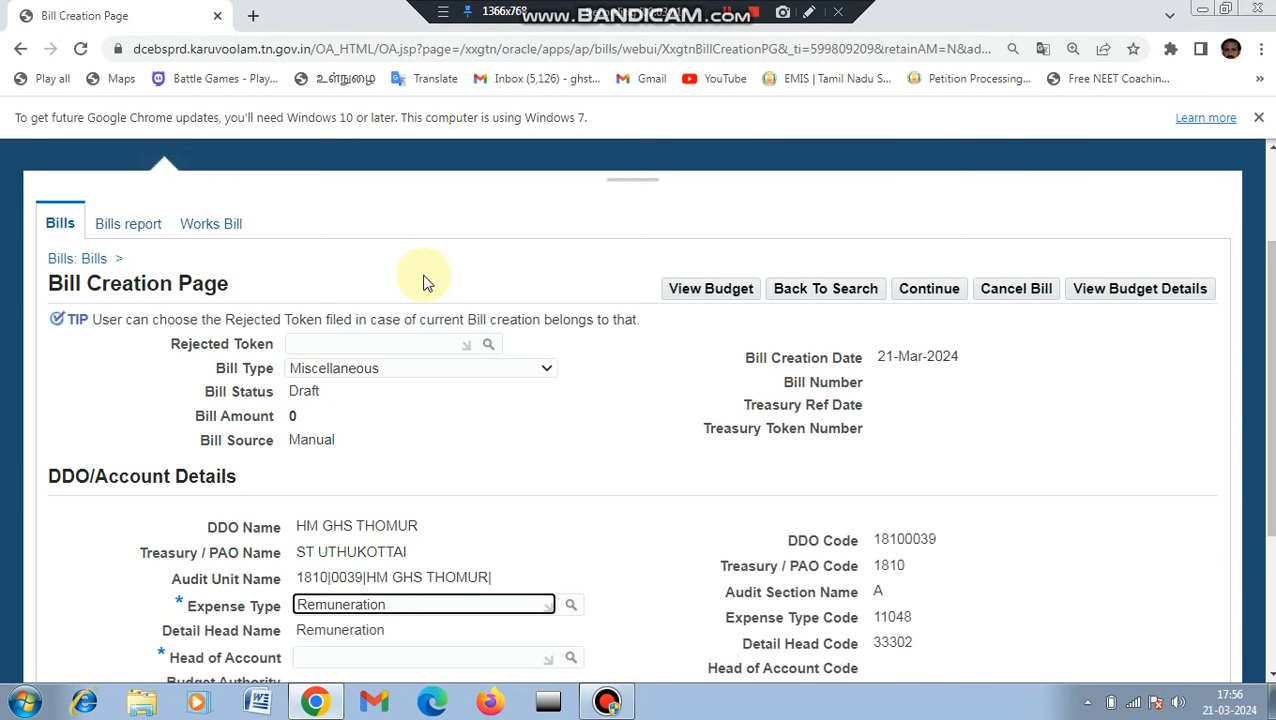 Bill Creation Page
1366x768
www.BANDICAM.com
dcebsprd.karuvoolam.tn.gov.in/OA_HTML/OA.jsp?page=/xxgtn/oracle/apps/ap/bills/webui/XxgtnBillCreationPG&_ti=599809209&retainAM=N&ad...
Play all Maps Battle Games - Play... உள்நுழை Translate Inbox (5,126) - ghst... Gmail YouTube EMIS | Tamil Nadu S... Petition Processing... Free NEET Coachin...
To get future Google Chrome updates, you'll need Windows 10 or later. This computer is using Windows 7. Learn more
Bills Bills report Works Bill
Bills: Bills >
Bill Creation Page
View Budget Back To Search Continue Cancel Bill View Budget Details
TIP User can choose the Rejected Token filed in case of current Bill creation belongs to that.
Rejected Token
Bill Type Miscellaneous
Bill Status Draft
Bill Amount 0
Bill Source Manual
Bill Creation Date 21-Mar-2024
Bill Number
Treasury Ref Date
Treasury Token Number
DDO/Account Details
DDO Name HM GHS THOMUR
Treasury / PAO Name ST UTHUKOTTAI
Audit Unit Name 1810|0039|HM GHS THOMUR|
* Expense Type Remuneration
Detail Head Name Remuneration
* Head of Account
Budget Authority
DDO Code 18100039
Treasury / PAO Code 1810
Audit Section Name A
Expense Type Code 11048
Detail Head Code 33302
Head of Account Code
17:56
21-03-2024